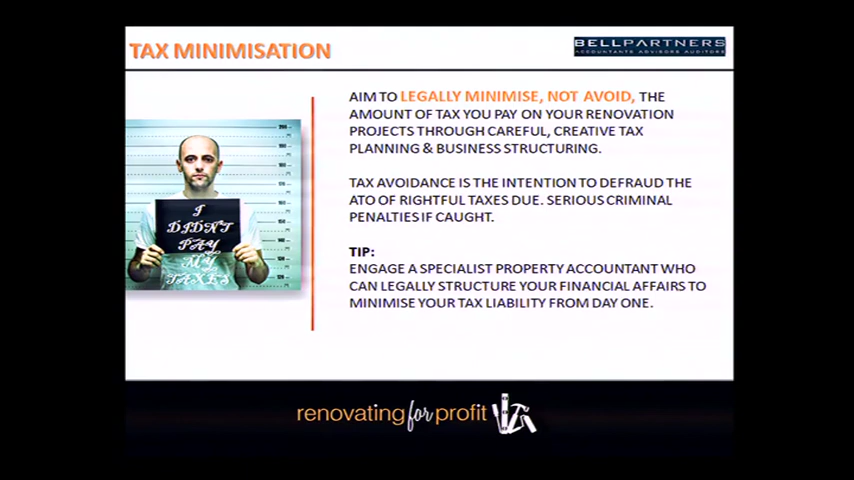 TAX MINIMISATION
BELLPARTNERS
ACCOUNTANTS ADVISORS AUDITORS
AIM TO LEGALLY MINIMISE, NOT AVOID, THE
AMOUNT OF TAX YOU PAY ON YOUR RENOVATION
PROJECTS THROUGH CAREFUL, CREATIVE TAX
PLANNING & BUSINESS STRUCTURING.
TAX AVOIDANCE IS THE INTENTION TO DEFRAUD THE
ATO OF RIGHTFUL TAXES DUE. SERIOUS CRIMINAL
PENALTIES IF CAUGHT.
TIP:
ENGAGE A SPECIALIST PROPERTY ACCOUNTANT WHO
CAN LEGALLY STRUCTURE YOUR FINANCIAL AFFAIRS TO
MINIMISE YOUR TAX LIABILITY FROM DAY ONE.
I
DIDN'T
PAY
MY
TAXES
renovating for profit